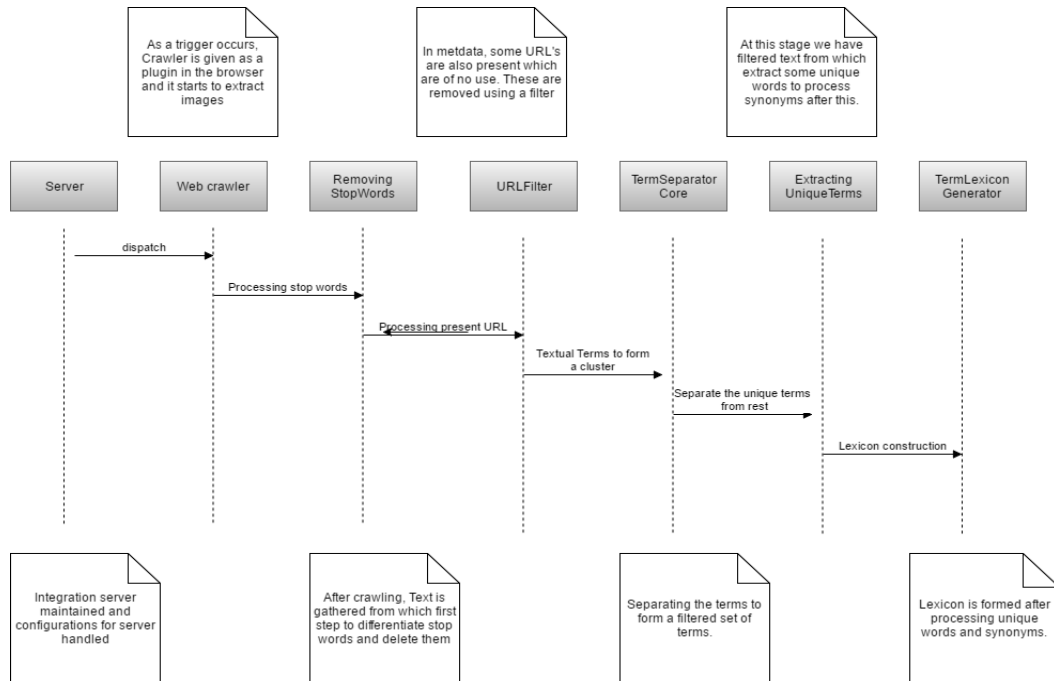 As a trigger occurs,
Crawler is given as a
plugin in the browser
and it starts to extract
images
In metdata, some URL's
are also present which
are of no use. These are
removed using a filter
At this stage we have
filtered text from which
extract some unique
words to process
synonyms after this.
Server
Web crawler
Removing
StopWords
URLFilter
TermSeparator
Core
Extracting
UniqueTerms
TermLexicon
Generator
dispatch
Processing stop words
Processing present URL
Textual Terms to form
a cluster
Separate the unique terms
from rest
Lexicon construction
Integration server
maintained and
configurations for server
handled
After crawling, Text is
gathered from which first
step to differentiate stop
words and delete them
Separating the terms to
form a filtered set of
terms.
Lexicon is formed after
processing unique
words and synonyms.